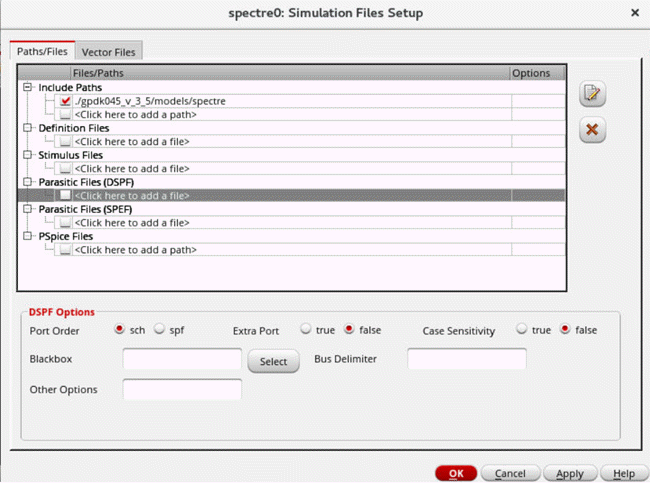 spectre0: Simulation Files Setup
Paths/Files Vector Files
Files/Paths Options
Include Paths
./gpdk045_v_3_5/models/spectre
<Click here to add a path>
Definition Files
<Click here to add a file>
Stimulus Files
<Click here to add a file>
Parasitic Files (DSPF)
<Click here to add a file>
Parasitic Files (SPEF)
<Click here to add a file>
PSpice Files
<Click here to add a path>
DSPF Options
Port Order sch spf Extra Port true false Case Sensitivity true false
Blackbox Select Bus Delimiter
Other Options
OK Cancel Apply Help